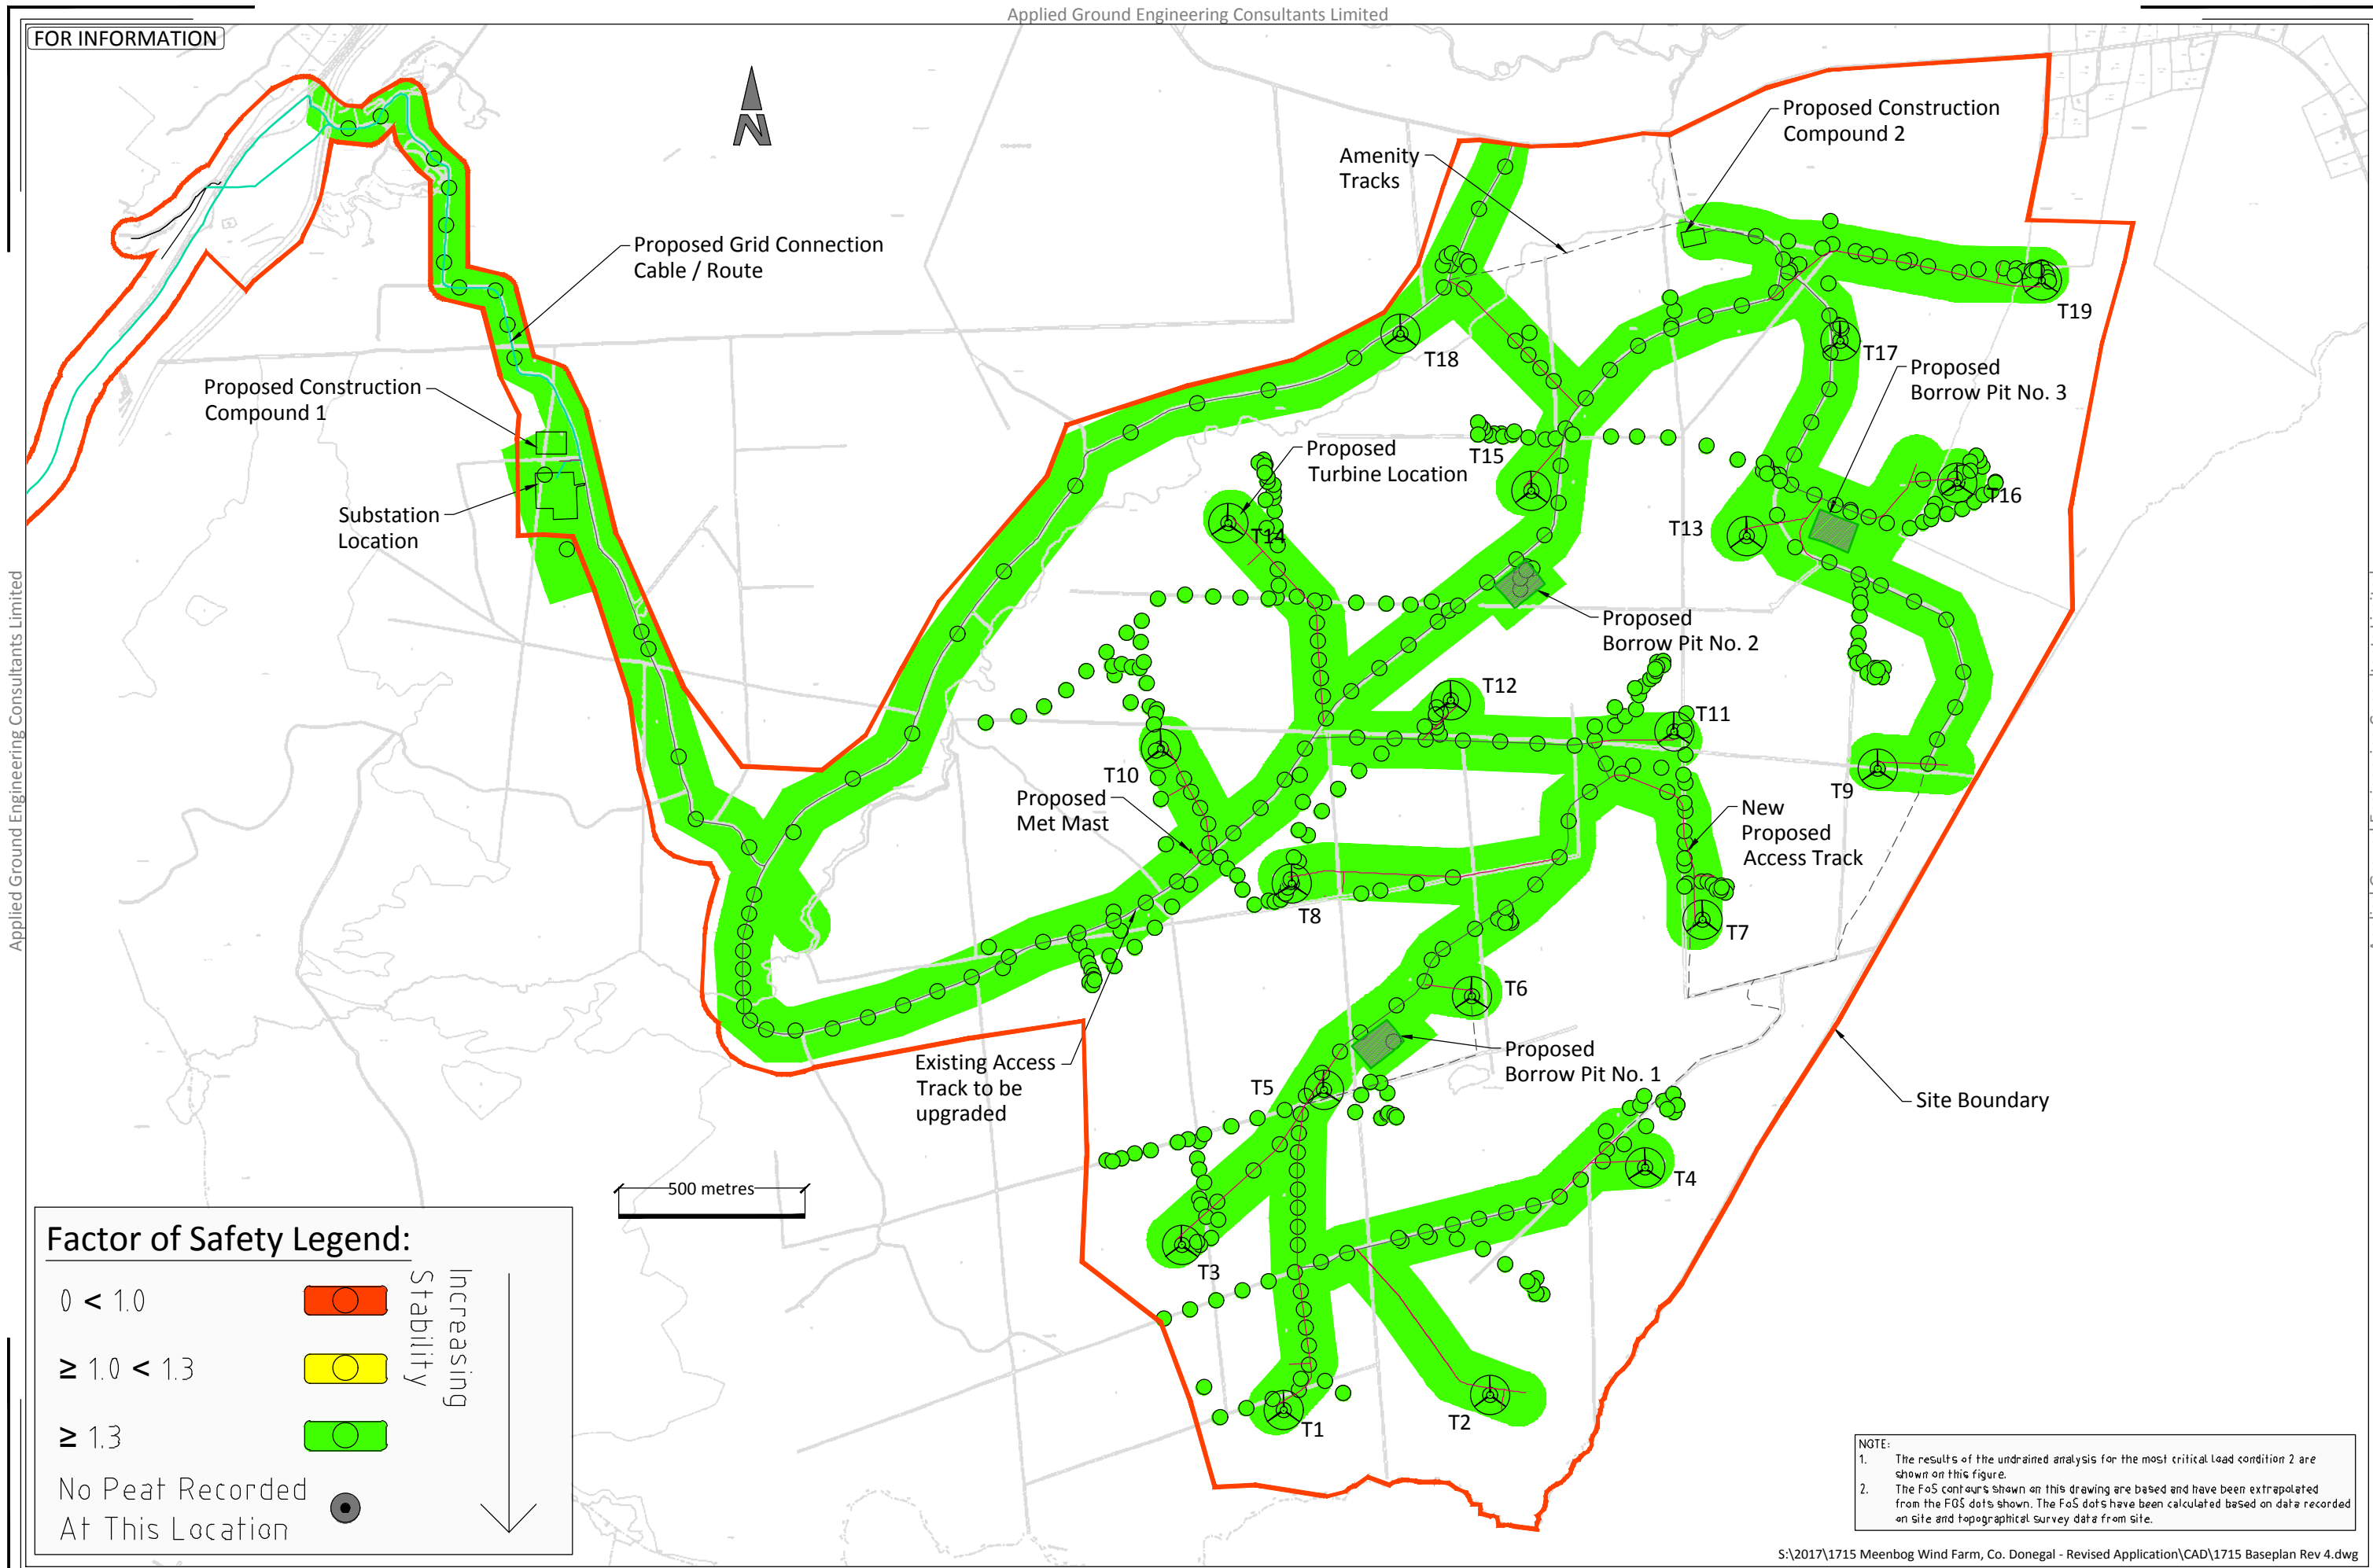 Applied Ground Engineering Consultants Limited
FOR INFORMATION
N
Proposed Construction
Compound 2
Amenity
Tracks
Proposed Grid Connection
Cable / Route
T19
T18
T17
Proposed
Borrow Pit No. 3
Proposed Construction
Compound 1
Proposed
Turbine Location
T15
T16
Substation
Location
T14
T13
Proposed
Borrow Pit No. 2
T12
T11
T10
T9
Proposed
Met Mast
New
Proposed
Access Track
T8
T7
T6
Existing Access
Track to be
upgraded
Proposed
Borrow Pit No. 1
T5
Site Boundary
T4
500 metres
T3
T2
T1
Applied Ground Engineering Consultants Limited
Factor of Safety Legend:
0 < 1.0
≥ 1.0 < 1.3
≥ 1.3
No Peat Recorded
At This Location
Increasing
Stability
NOTE:
1. The results of the undrained analysis for the most critical load condition 2 are
shown on this figure.
2. The FoS contours shown on this drawing are based and have been extrapolated
from the FOS dots shown. The FoS dots have been calculated based on data recorded
on site and topographical survey data from site.
S:\2017\1715 Meenbog Wind Farm, Co. Donegal - Revised Application\CAD\1715 Baseplan Rev 4.dwg